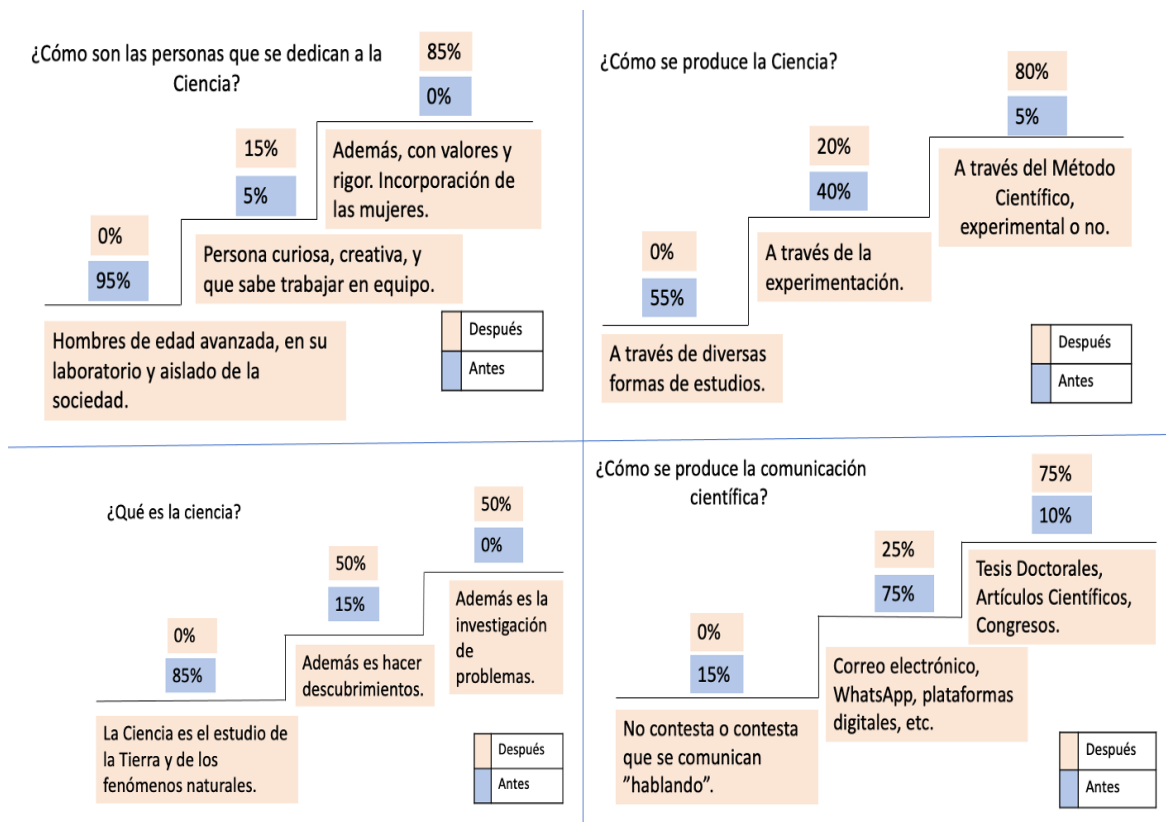 ¿Cómo son las personas que se dedican a la
Ciencia?
85%
0%
15%
5%
Además, con valores y
rigor. Incorporación de
las mujeres.
0%
95%
Persona curiosa, creativa, y
que sabe trabajar en equipo.
Hombres de edad avanzada, en su
laboratorio y aislado de la
sociedad.
Después
Antes
¿Cómo se produce la Ciencia?
80%
5%
20%
40%
A través del Método
Científico,
experimental o no.
0%
55%
A través de la
experimentación.
A través de diversas
formas de estudios.
Después
Antes
¿Qué es la ciencia?
50%
0%
50%
15%
Además es la
investigación
de
problemas.
0%
85%
Además es hacer
descubrimientos.
La Ciencia es el estudio de
la Tierra y de los
fenómenos naturales.
Después
Antes
¿Cómo se produce la comunicación
científica?
75%
10%
25%
75%
Tesis Doctorales,
Artículos Científicos,
Congresos.
0%
15%
Correo electrónico,
WhatsApp, plataformas
digitales, etc.
No contesta o contesta
que se comunican
”hablando”.
Después
Antes